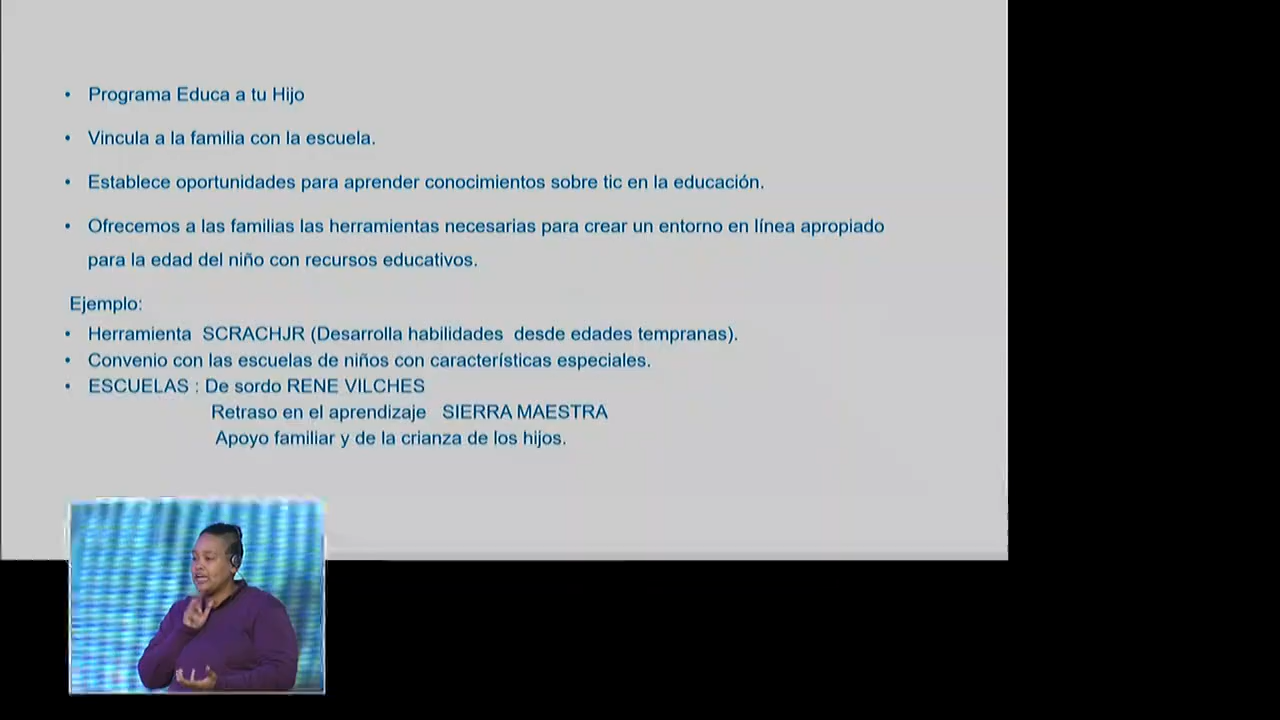 • Programa Educa a tu Hijo
• Vincula a la familia con la escuela.
• Establece oportunidades para aprender conocimientos sobre tic en la educación.
• Ofrecemos a las familias las herramientas necesarias para crear un entorno en línea apropiado
para la edad del niño con recursos educativos.
Ejemplo:
• Herramienta SCRACHJR (Desarrolla habilidades desde edades tempranas).
• Convenio con las escuelas de niños con características especiales.
• ESCUELAS : De sordo RENE VILCHES
Retraso en el aprendizaje SIERRA MAESTRA
Apoyo familiar y de la crianza de los hijos.